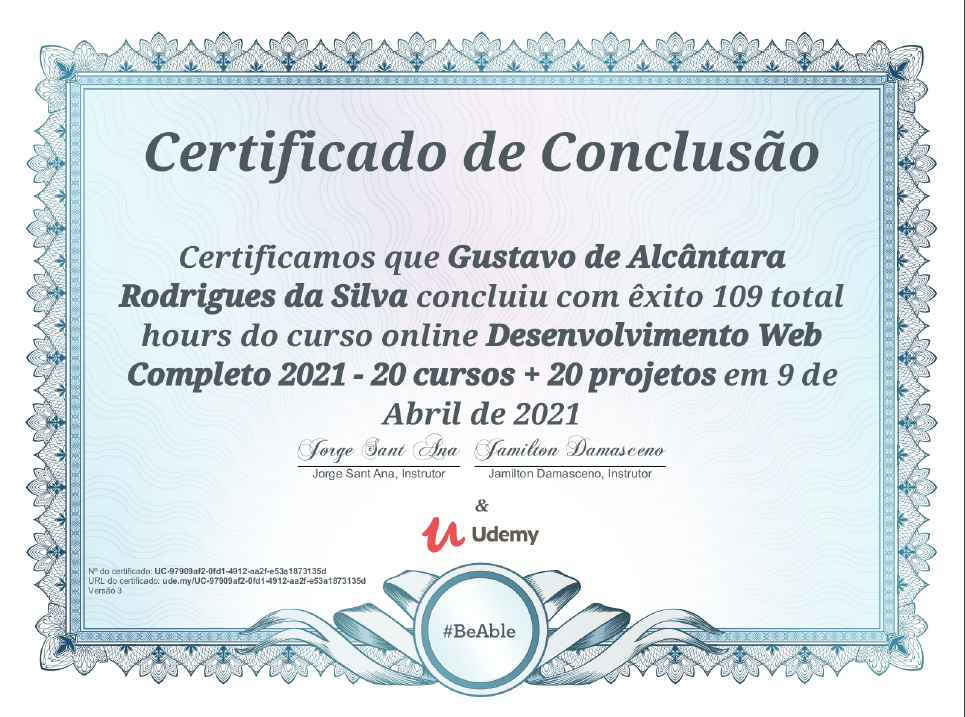 Certificado de Conclusão
Certificamos que Gustavo de Alcântara
Rodrigues da Silva concluiu com êxito 109 total
hours do curso online Desenvolvimento Web
Completo 2021 - 20 cursos + 20 projetos em 9 de
Abril de 2021
Jorge Sant Ana Jamilton Damasceno
Jorge Sant Ana, Instrutor Jamilton Damasceno, Instrutor
&
Udemy
Nº do certificado: UC-97909af2-0fd1-4912-aa2f-e53a1873135d
URL do certificado: ude.my/UC-97909af2-0fd1-4912-aa2f-e53a1873135d
Versão 3
#BeAble